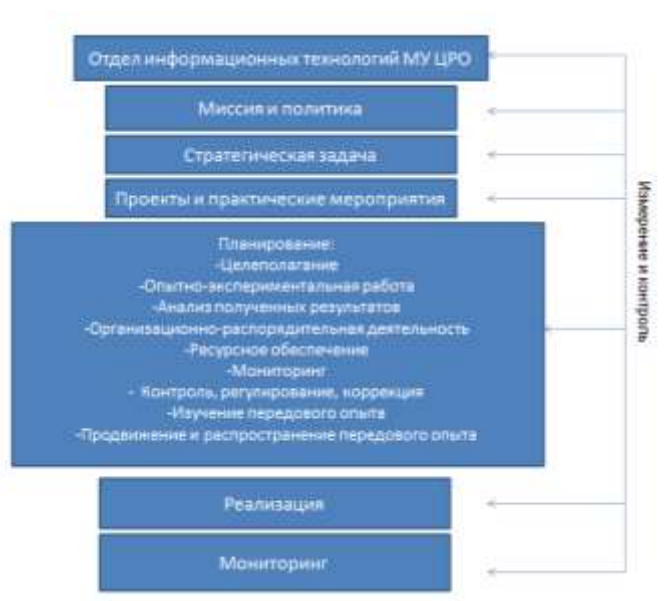 Отдел информационных технологий МУ ЦРО
Миссия и политика
Стратегическая задача
Проекты и практические мероприятия
Планирование:
-Целеполагание
-Опытно-экспериментальная работа
-Анализ полученных результатов
-Организационно-распорядительная деятельность
-Ресурсное обеспечение
-Мониторинг
- Контроль, регулирование, коррекция
-Изучение передового опыта
-Продвижение и распространение передового опыта
Реализация
Мониторинг
Измерение и контроль